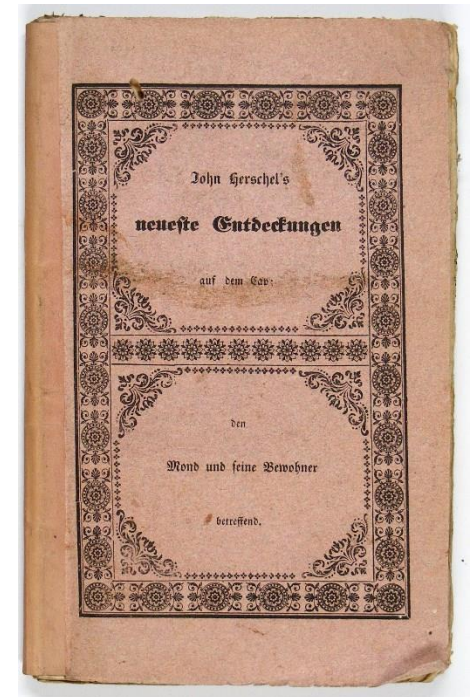 John Herschel's
neueste Entdeckungen
auf dem Cap:
den
Mond und seine Bewohner
betreffend.